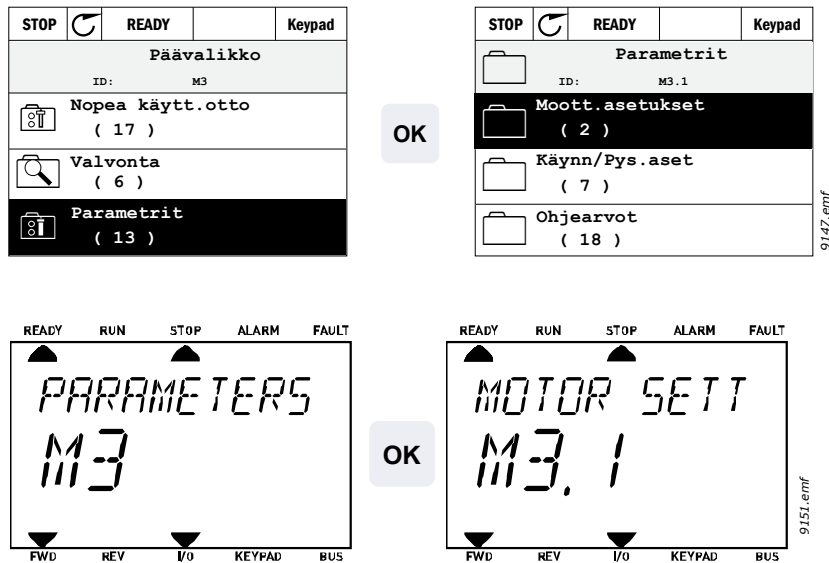 STOP READY Keypad
Päävalikko
ID: M3
Nopea käytt.otto
( 17 )
Valvonta
( 6 )
Parametrit
( 13 )
OK
STOP READY Keypad
Parametrit
ID: M3.1
Moott.asetukset
( 2 )
Käynn/Pys.aset
( 7 )
Ohjearvot
( 18 )
9147.emf
READY RUN STOP ALARM FAULT
PARAMETERS
M3
FWD REV I/O KEYPAD BUS
OK
READY RUN STOP ALARM FAULT
MOTOR SETT
M3.1
FWD REV I/O KEYPAD BUS
9151.emf